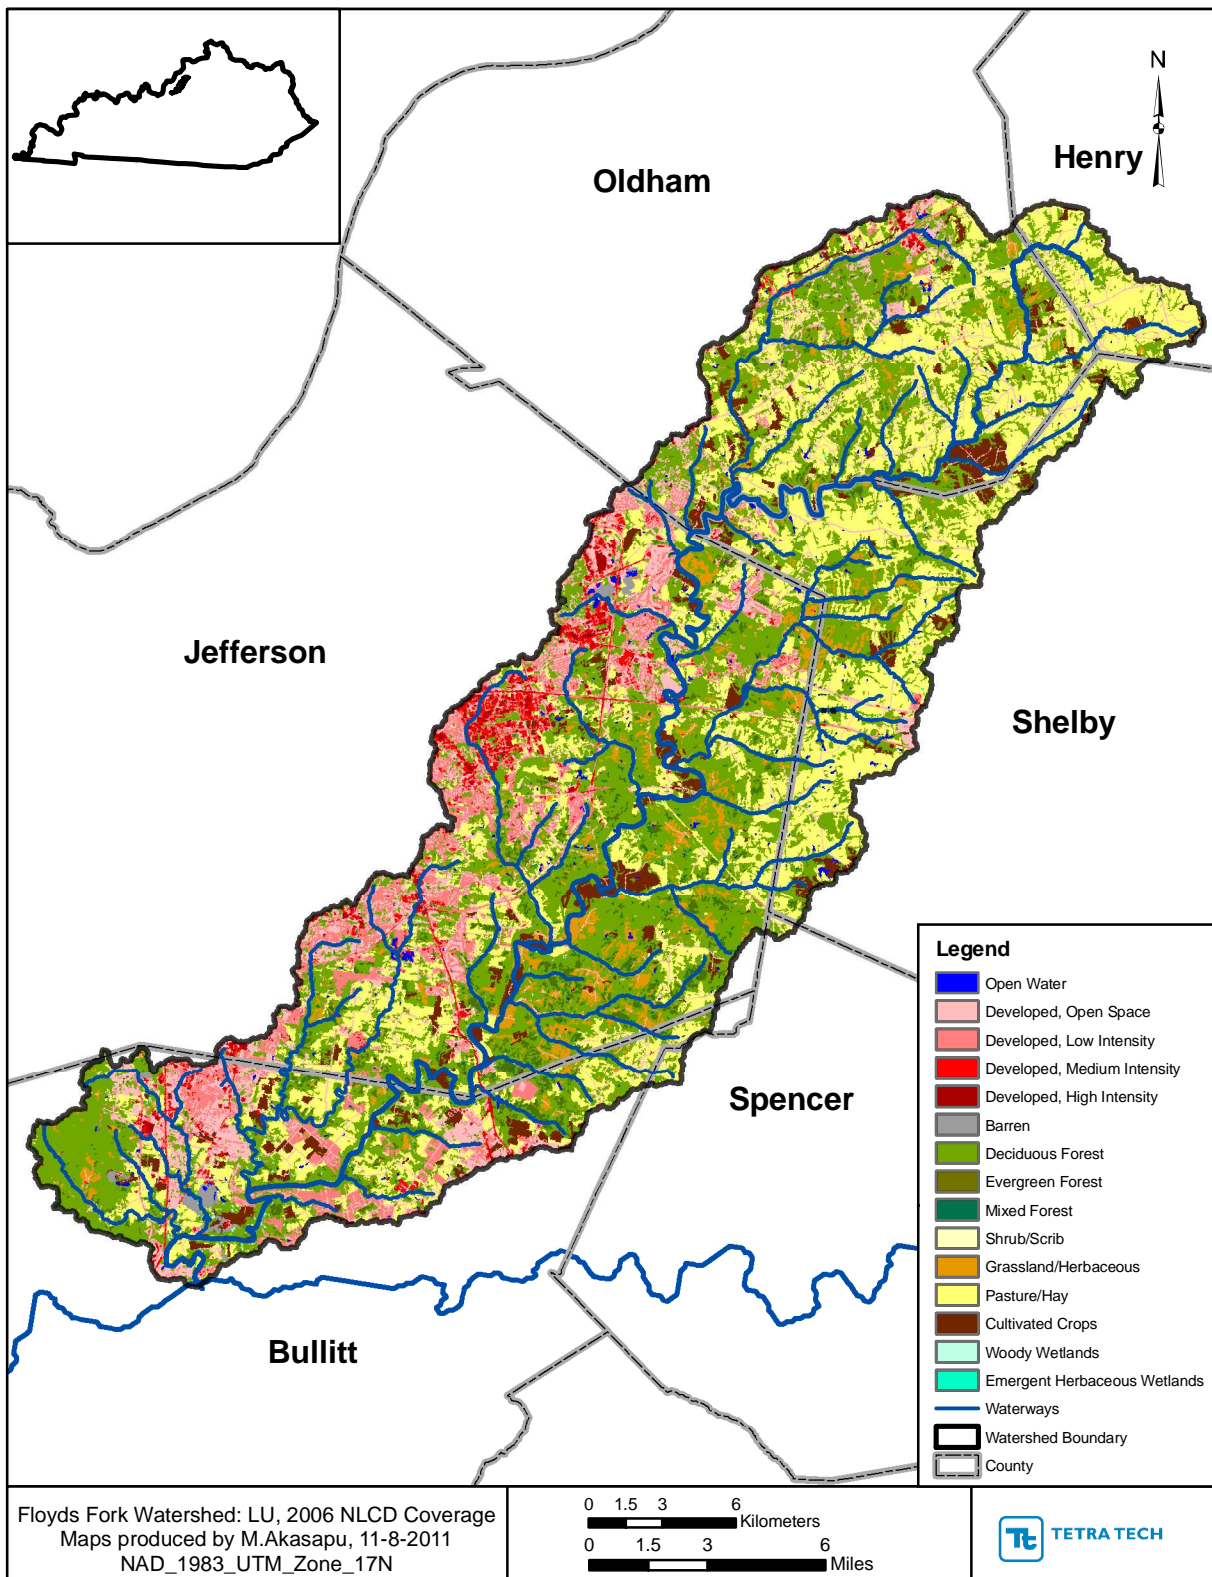 N
Henry
Oldham
Jefferson
Shelby
Spencer
Bullitt
Legend
Open Water
Developed, Open Space
Developed, Low Intensity
Developed, Medium Intensity
Developed, High Intensity
Barren
Deciduous Forest
Evergreen Forest
Mixed Forest
Shrub/Scrib
Grassland/Herbaceous
Pasture/Hay
Cultivated Crops
Woody Wetlands
Emergent Herbaceous Wetlands
Waterways
Watershed Boundary
County
Floyds Fork Watershed: LU, 2006 NLCD Coverage
Maps produced by M.Akasapu, 11-8-2011
NAD_1983_UTM_Zone_17N
0 1.5 3 6
Kilometers
0 1.5 3 6
Miles
Tt TETRA TECH